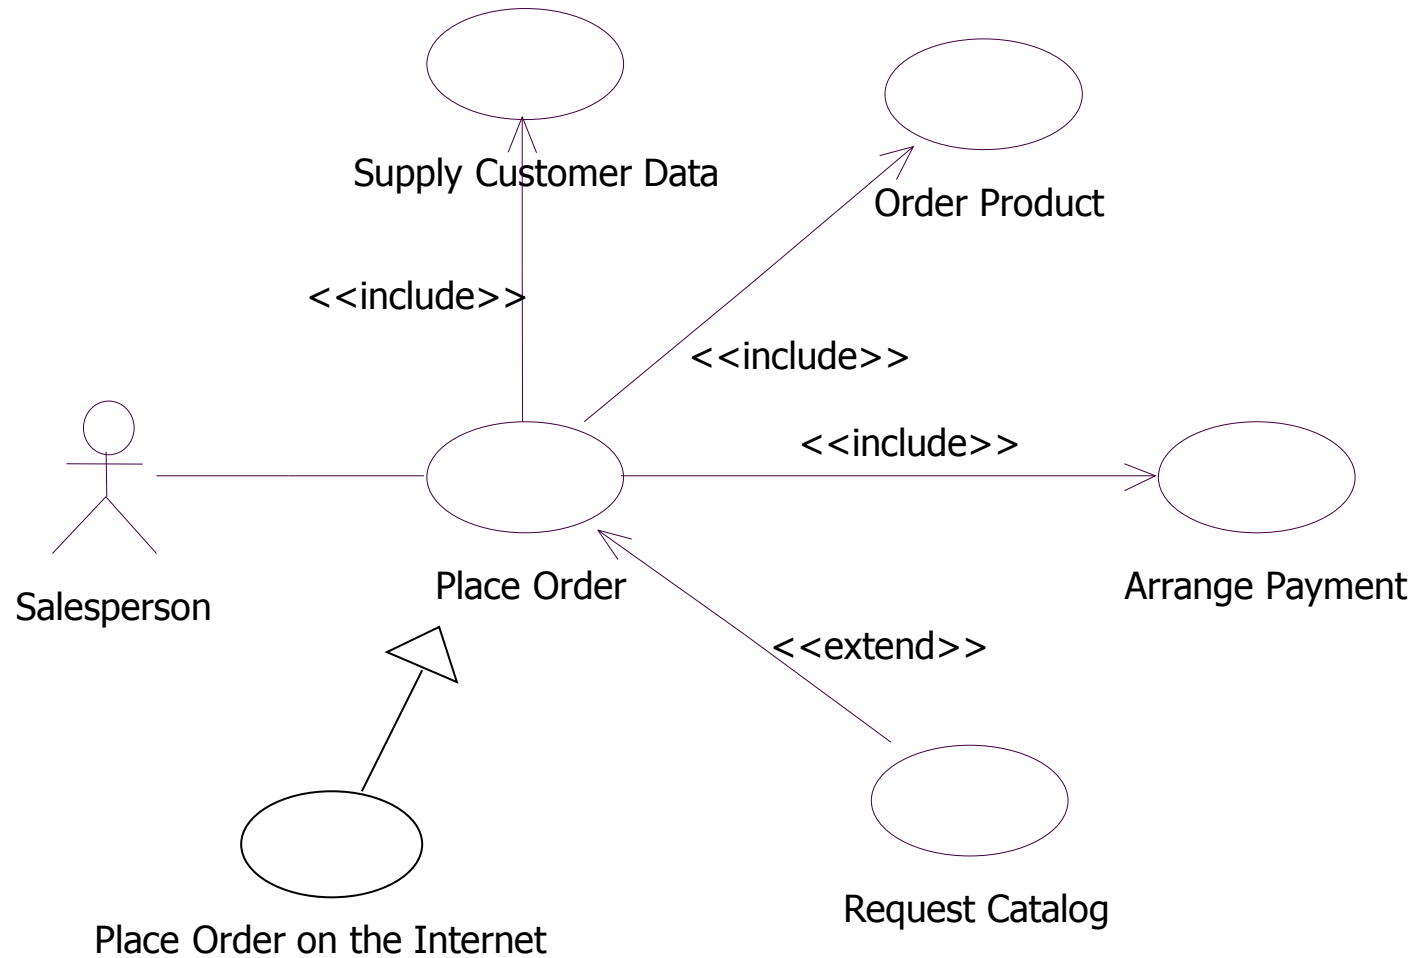 Supply Customer Data
Order Product
<<include>>
<<include>>
<<include>>
Salesperson
Place Order
Arrange Payment
<<extend>>
Request Catalog
Place Order on the Internet